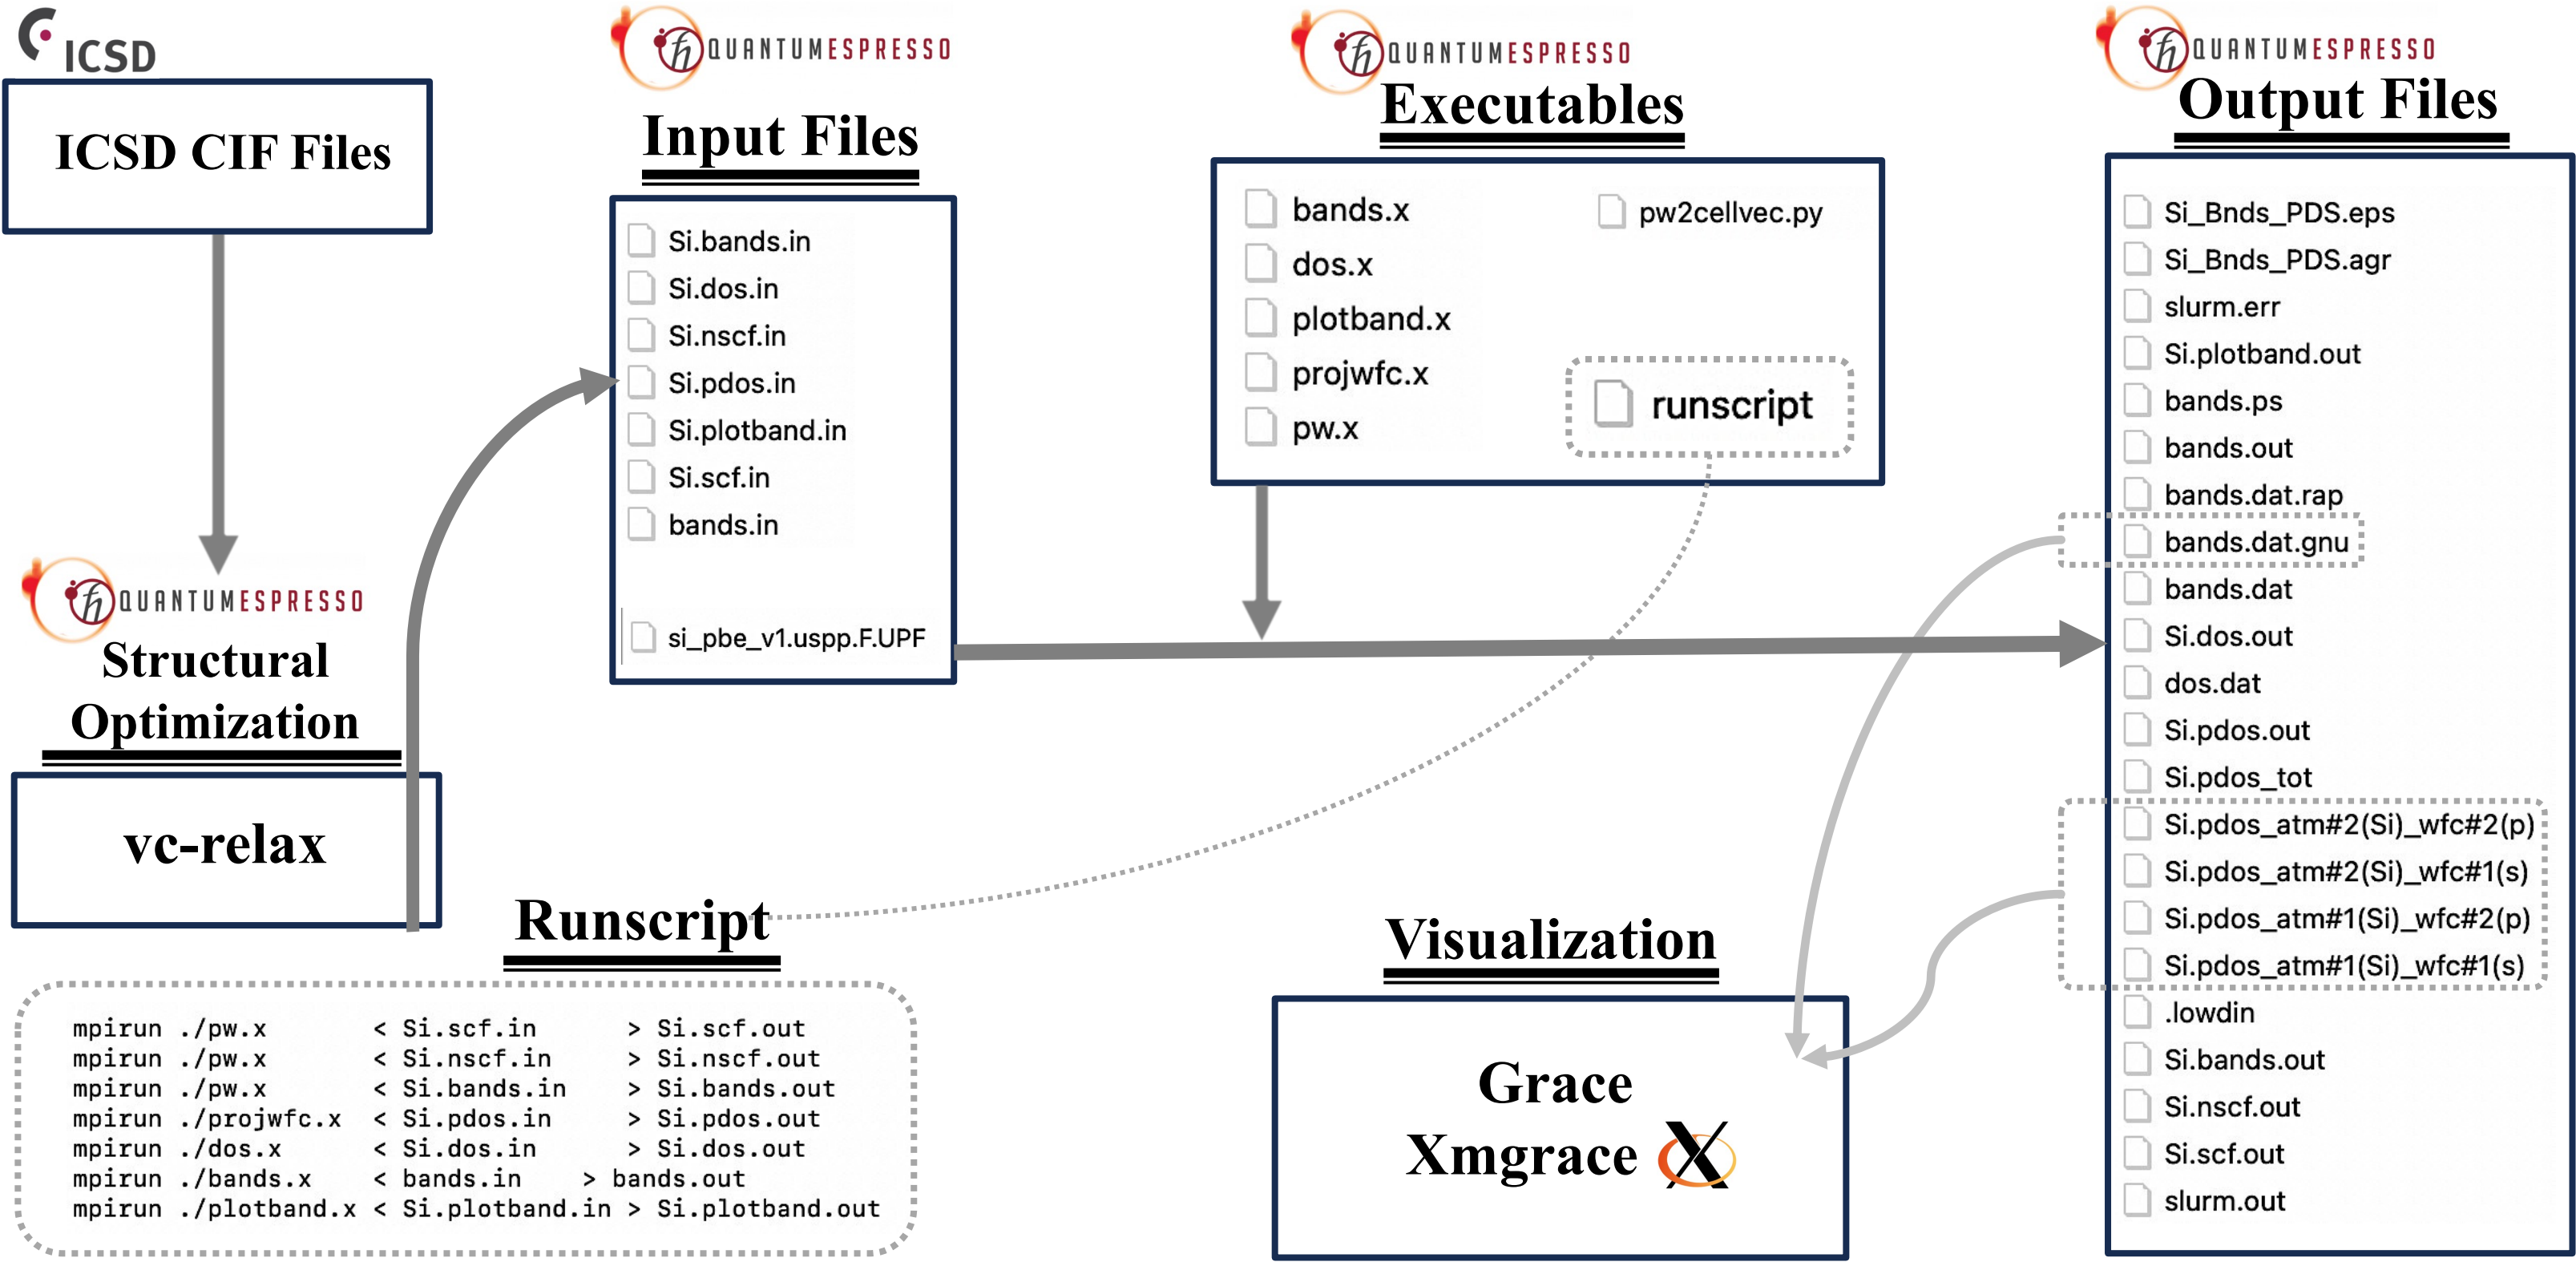 ICSD
ICSD CIF Files
QUANTUMESPRESSO
Structural
Optimization
vc-relax
QUANTUMESPRESSO
Input Files
Si.bands.in
Si.dos.in
Si.nscf.in
Si.pdos.in
Si.plotband.in
Si.scf.in
bands.in
si_pbe_v1.uspp.F.UPF
QUANTUMESPRESSO
Executables
bands.x
dos.x
plotband.x
projwfc.x
pw.x
pw2cellvec.py
runscript
Runscript
mpirun ./pw.x < Si.scf.in > Si.scf.out
mpirun ./pw.x < Si.nscf.in > Si.nscf.out
mpirun ./pw.x < Si.bands.in > Si.bands.out
mpirun ./projwfc.x < Si.pdos.in > Si.pdos.out
mpirun ./dos.x < Si.dos.in > Si.dos.out
mpirun ./bands.x < bands.in > bands.out
mpirun ./plotband.x < Si.plotband.in > Si.plotband.out
Visualization
Grace
Xmgrace X
QUANTUMESPRESSO
Output Files
Si_Bnds_PDS.eps
Si_Bnds_PDS.agr
slurm.err
Si.plotband.out
bands.ps
bands.out
bands.dat.rap
bands.dat.gnu
bands.dat
Si.dos.out
dos.dat
Si.pdos.out
Si.pdos_tot
Si.pdos_atm#2(Si)_wfc#2(p)
Si.pdos_atm#2(Si)_wfc#1(s)
Si.pdos_atm#1(Si)_wfc#2(p)
Si.pdos_atm#1(Si)_wfc#1(s)
.lowdin
Si.bands.out
Si.nscf.out
Si.scf.out
slurm.out